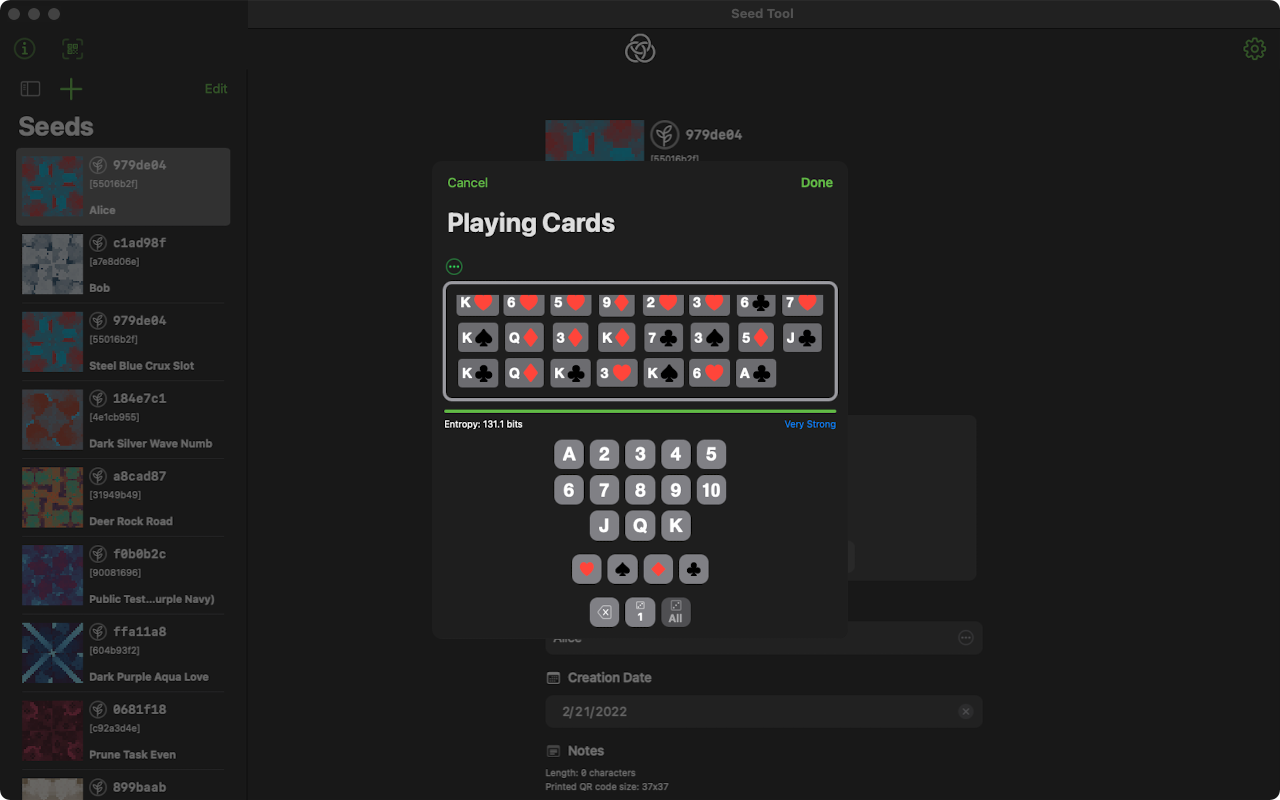 Seed Tool
Edit
Seeds
979de04
[55016b2f]
Alice
c1ad98f
[a7e8d06e]
Bob
979de04
[55016b2f]
Steel Blue Crux Slot
184e7c1
[4e1cb955]
Dark Silver Wave Numb
a8cad87
[31949b49]
Deer Rock Road
f0b0b2c
[90081696]
Public Test...urple Navy)
ffa11a8
[604b93f2]
Dark Purple Aqua Love
0681f18
[c92a3d4e]
Prune Task Even
899baab
979de04
[55016b2f]
Cancel
Done
Playing Cards
K♥ 6♥ 5♥ 9♦ 2♥ 3♥ 6♣ 7♥
K♠ Q♦ 3♦ K♦ 7♣ 3♠ 5♦ J♣
K♣ Q♦ K♣ 3♥ K♠ 6♥ A♣
Entropy: 131.1 bits
Very Strong
A 2 3 4 5
6 7 8 9 10
J Q K
♥ ♠ ♦ ♣
1 All
Alice
Creation Date
2/21/2022
Notes
Length: 0 characters
Printed QR code size: 37x37